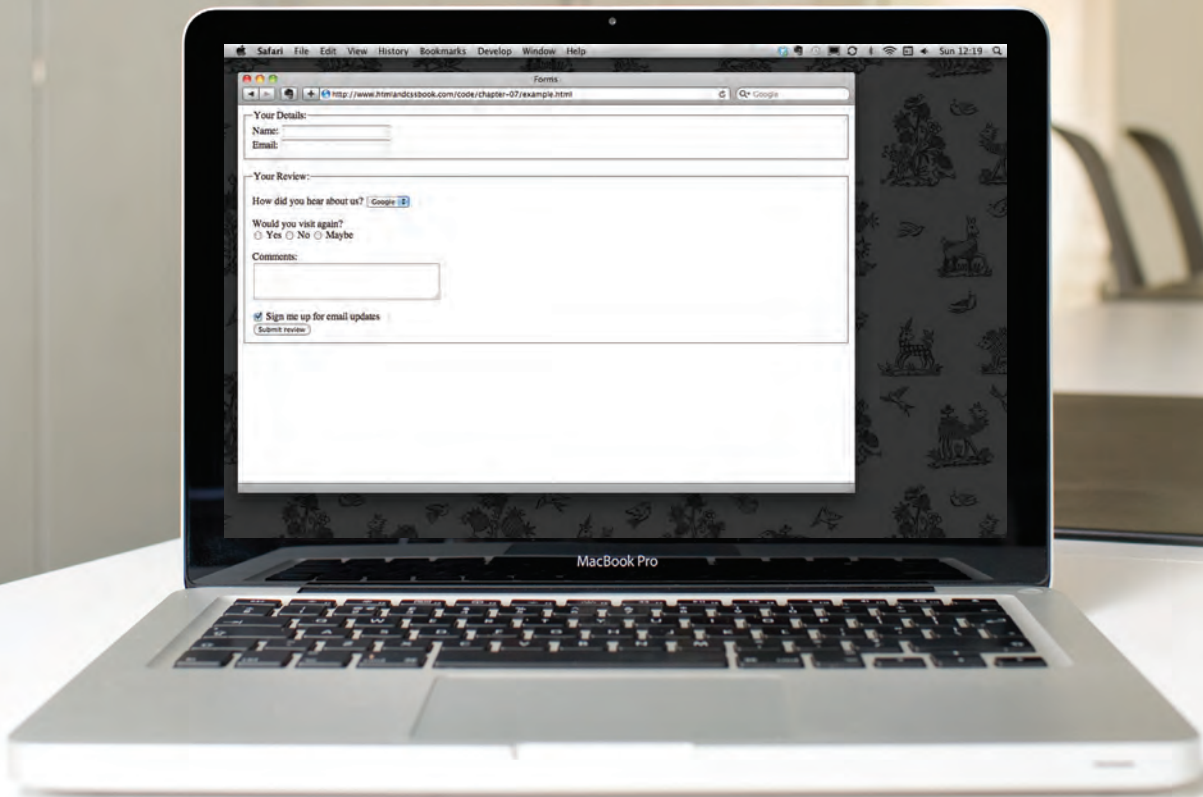 Safari File Edit View History Bookmarks Develop Window Help Sun 12:19
Forms
http://www.htmlandcssbook.com/code/chapter-07/example.html Google
Your Details:
Name:
Email:
Your Review:
How did you hear about us? Google
Would you visit again?
Yes No Maybe
Comments:
Sign me up for email updates
Submit review
MacBook Pro